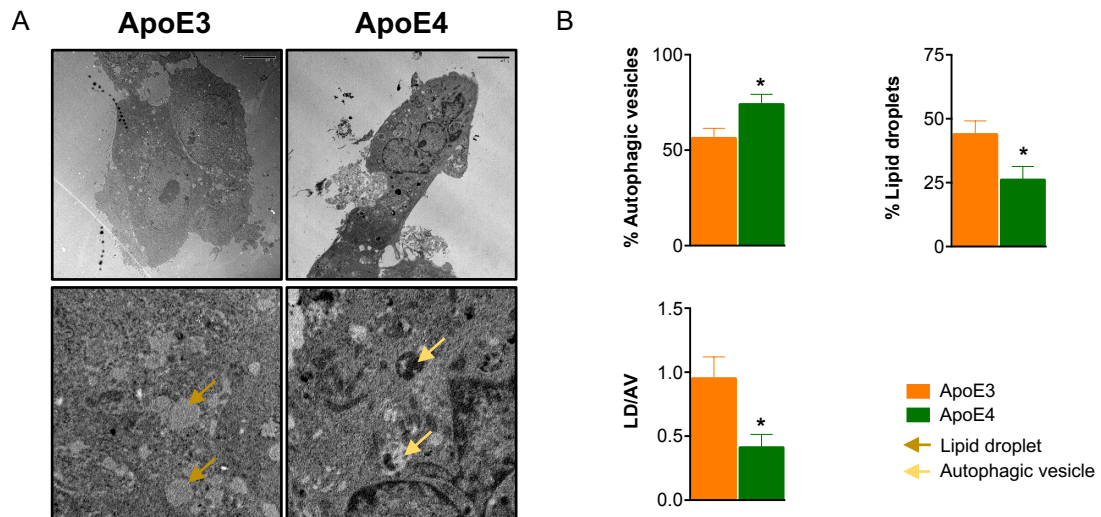 A
ApoE3
ApoE4
B
% Autophagic vesicles
100
50
0
*
% Lipid droplets
75
50
25
0
*
LD/AV
1.5
1.0
0.5
0.0
*
ApoE3
ApoE4
Lipid droplet
Autophagic vesicle